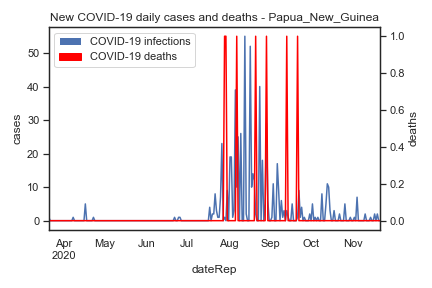 New COVID-19 daily cases and deaths - Papua_New_Guinea
COVID-19 infections
COVID-19 deaths
50
40
30
20
10
0
cases
1.0
0.8
0.6
0.4
0.2
0.0
deaths
Apr May Jun Jul Aug Sep Oct Nov
2020
dateRep